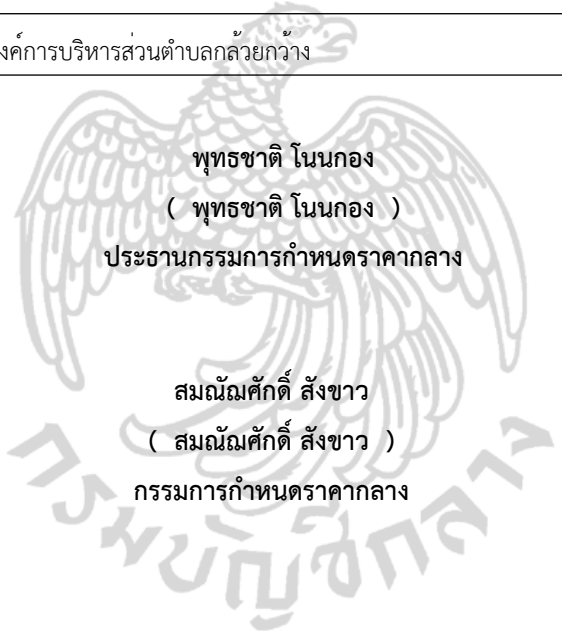 งค์การบริหารส่วนตำบลกล้วยกว้าง
พุทธชาติ โนนกอง
( พุทธชาติ โนนกอง )
ประธานกรรมการกำหนดราคากลาง
สมณัฌศักดิ์ สังขาว
( สมณัฌศักดิ์ สังขาว )
กรรมการกำหนดราคากลาง
กรมบัญชีกลาง